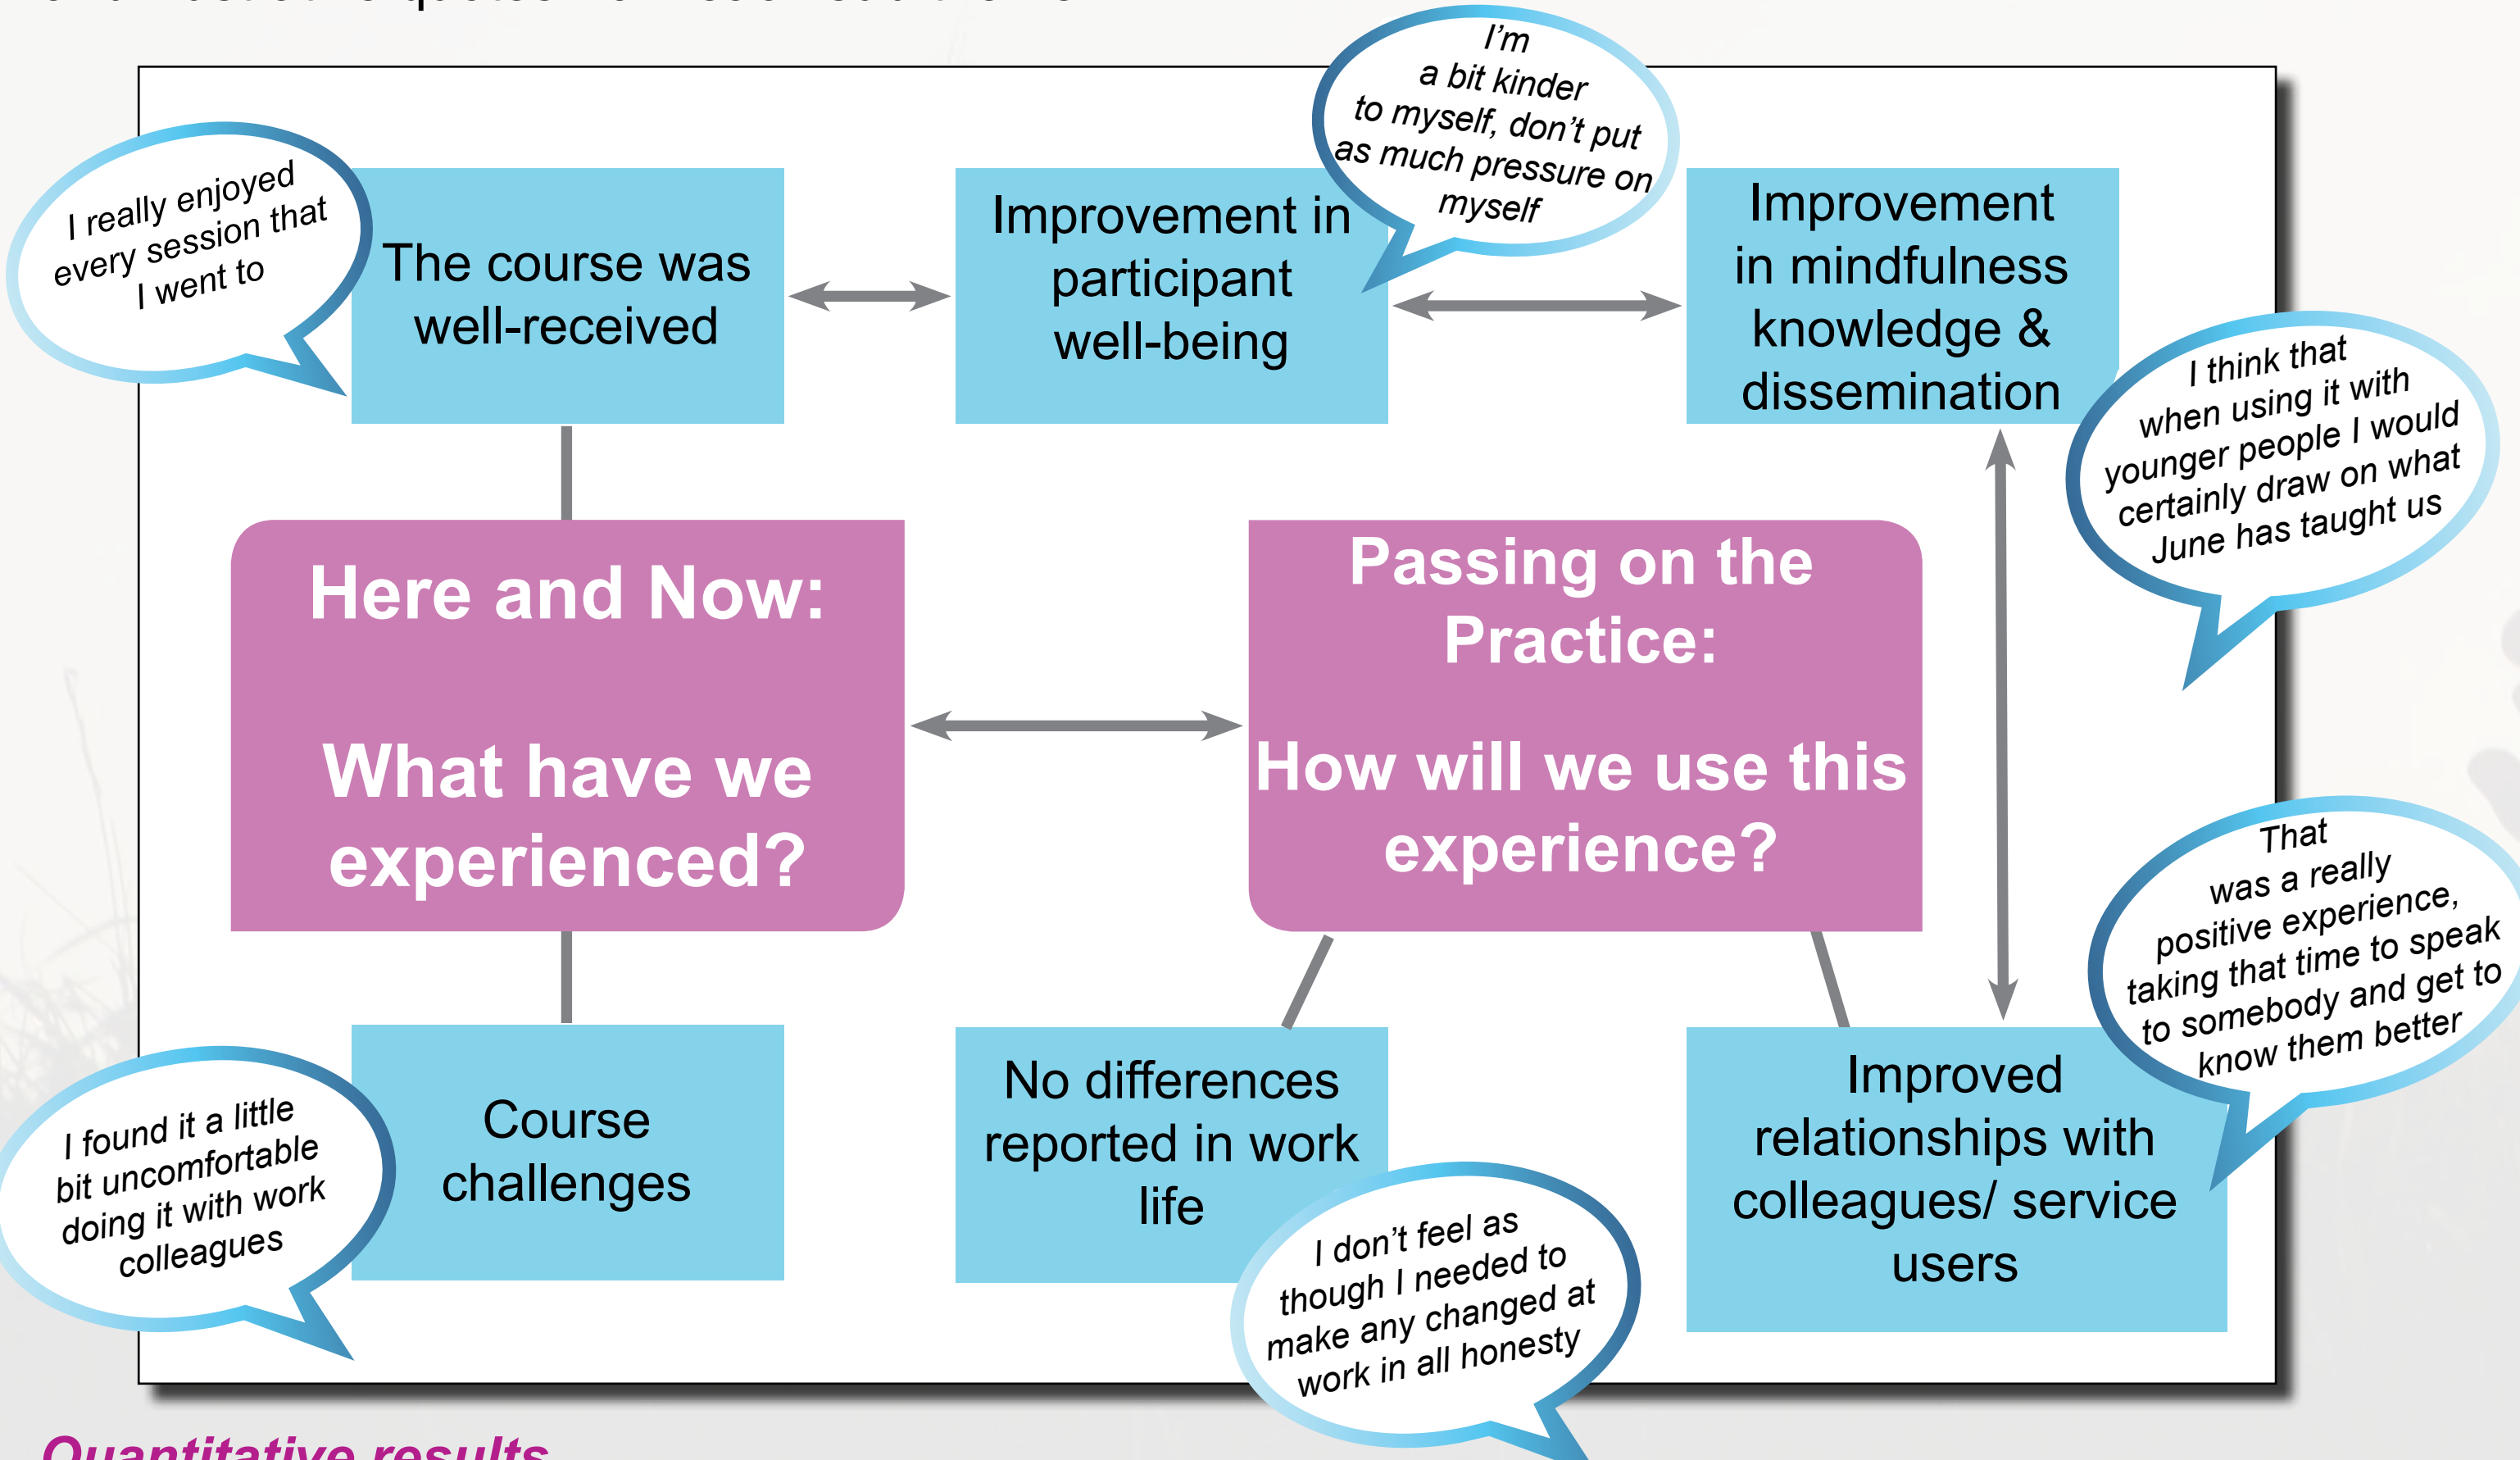 I'm
a bit kinder
to myself, don't put
as much pressure on
myself
I really enjoyed
every session that
I went to
The course was
well-received
Improvement in
participant
well-being
Improvement
in mindfulness
knowledge &
dissemination
I think that
when using it with
younger people I would
certainly draw on what
June has taught us
Here and Now:
What have we
experienced?
Passing on the
Practice:
How will we use this
experience?
That
was a really
positive experience,
taking that time to speak
to somebody and get to
know them better
I found it a little
bit uncomfortable
doing it with work
colleagues
Course
challenges
No differences
reported in work
life
I don't feel as
though I needed to
make any changed at
work in all honesty
Improved
relationships with
colleagues/ service
users
Quantitative results